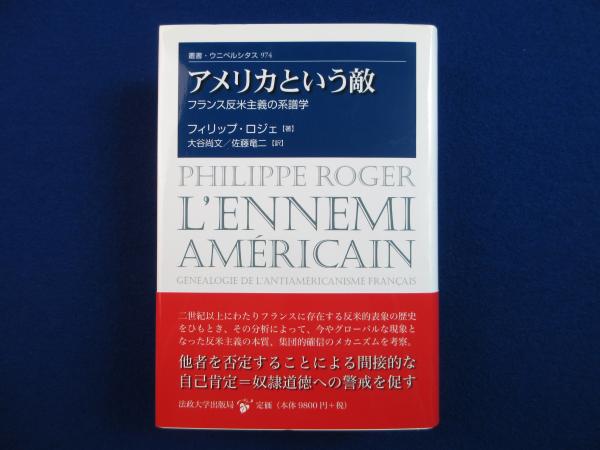 叢書・ウニベルシタス 974
アメリカという敵
フランス反米主義の系譜学
フィリップ・ロジェ【著】
大谷尚文／佐藤竜二【訳】
PHILIPPE ROGER
L'ENNEMI
AMÉRICAIN
GÉNÉALOGIE DE L'ANTIAMÉRICANISME FRANÇAIS
二世紀以上にわたりフランスに存在する反米的表象の歴史
をひもとき、その分析によって、今やグローバルな現象と
なった反米主義の本質、集団的確信のメカニズムを考察。
他者を否定することによる間接的な
自己肯定＝奴隷道徳への警戒を促す
法政大学出版局 定価（本体9800円＋税）